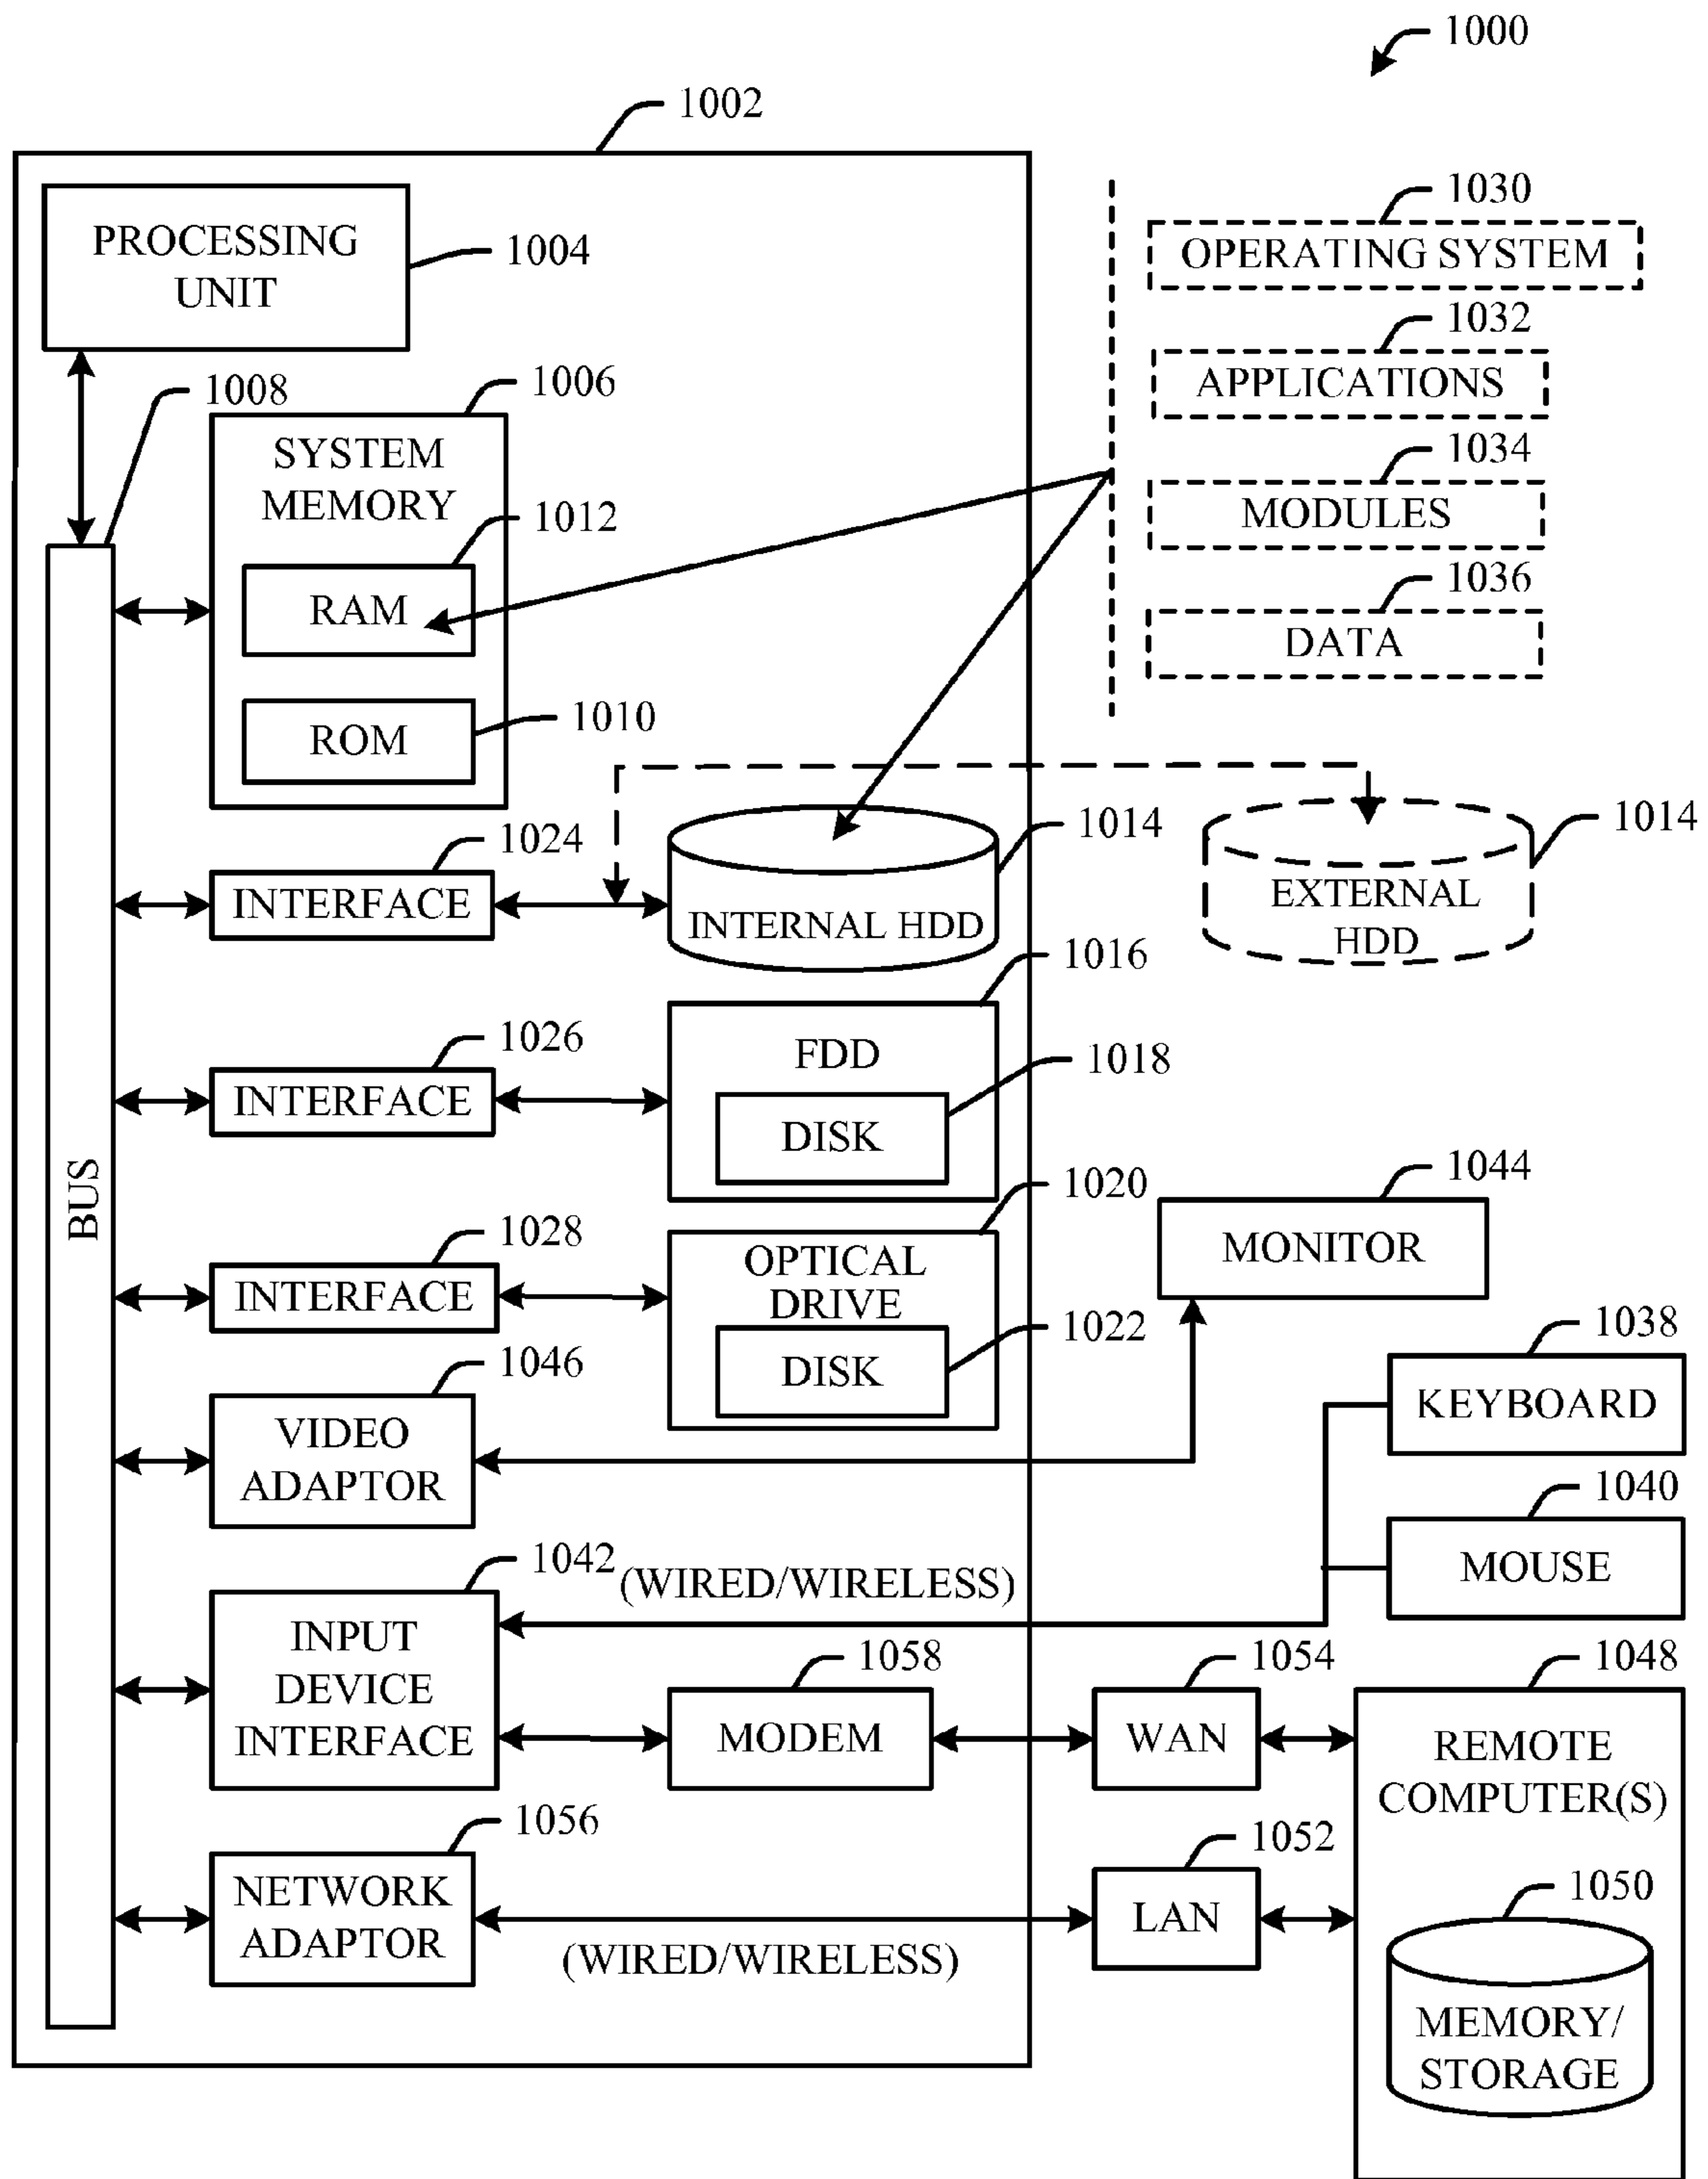 1000
1002
1030
PROCESSING
UNIT
1004
OPERATING SYSTEM
1032
APPLICATIONS
1008
1006
SYSTEM
MEMORY
1034
MODULES
1012
RAM
1036
DATA
1010
ROM
1024
INTERFACE
1014
INTERNAL HDD
1014
EXTERNAL
HDD
1016
FDD
1026
INTERFACE
1018
DISK
BUS
1020
OPTICAL
DRIVE
1028
INTERFACE
1022
DISK
1044
MONITOR
1046
VIDEO
ADAPTOR
1038
KEYBOARD
1040
MOUSE
1042
(WIRED/WIRELESS)
INPUT
DEVICE
INTERFACE
1058
MODEM
1054
WAN
1048
REMOTE
COMPUTER(S)
1056
NETWORK
ADAPTOR
(WIRED/WIRELESS)
1052
LAN
1050
MEMORY/
STORAGE